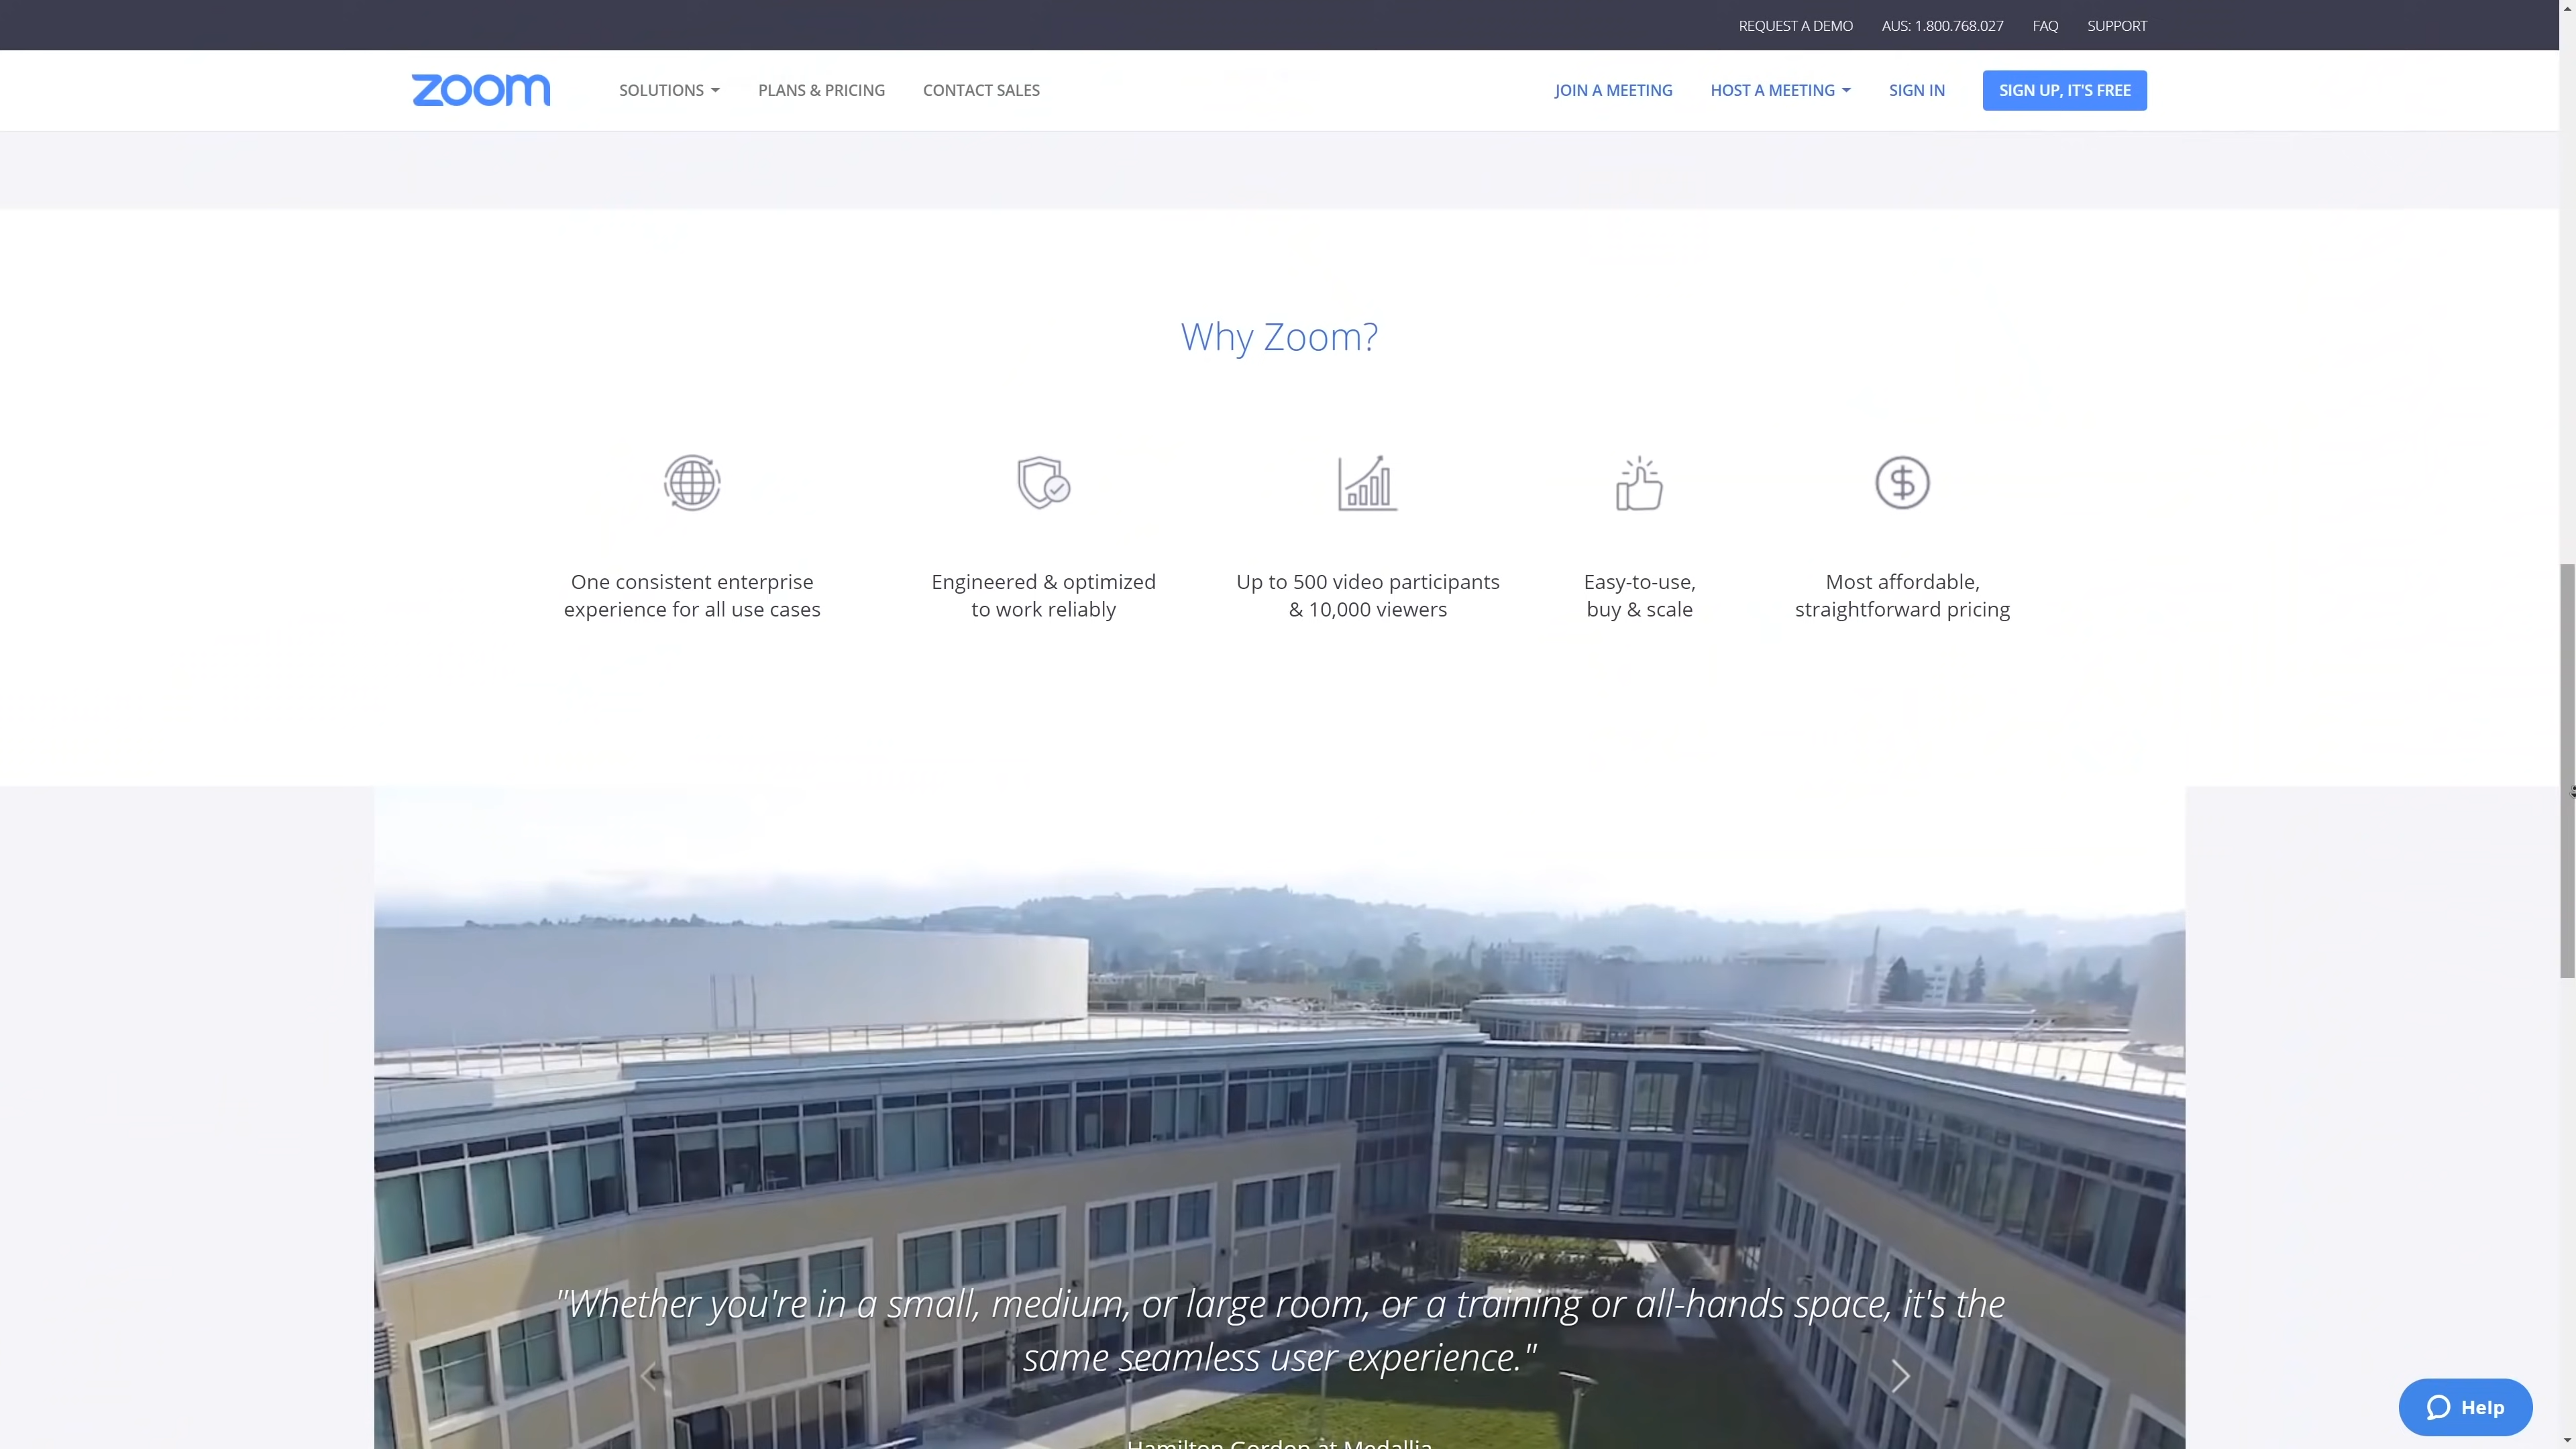 REQUEST A DEMO AUS: 1.800.768.027 FAQ SUPPORT
zoom SOLUTIONS PLANS & PRICING CONTACT SALES JOIN A MEETING HOST A MEETING SIGN IN SIGN UP, IT'S FREE
Why Zoom?
One consistent enterprise
experience for all use cases
Engineered & optimized
to work reliably
Up to 500 video participants
& 10,000 viewers
Easy-to-use,
buy & scale
Most affordable,
straightforward pricing
"Whether you're in a small, medium, or large room, or a training or all-hands space, it's the
same seamless user experience."
Hamilton Gordon at Medallia
Help